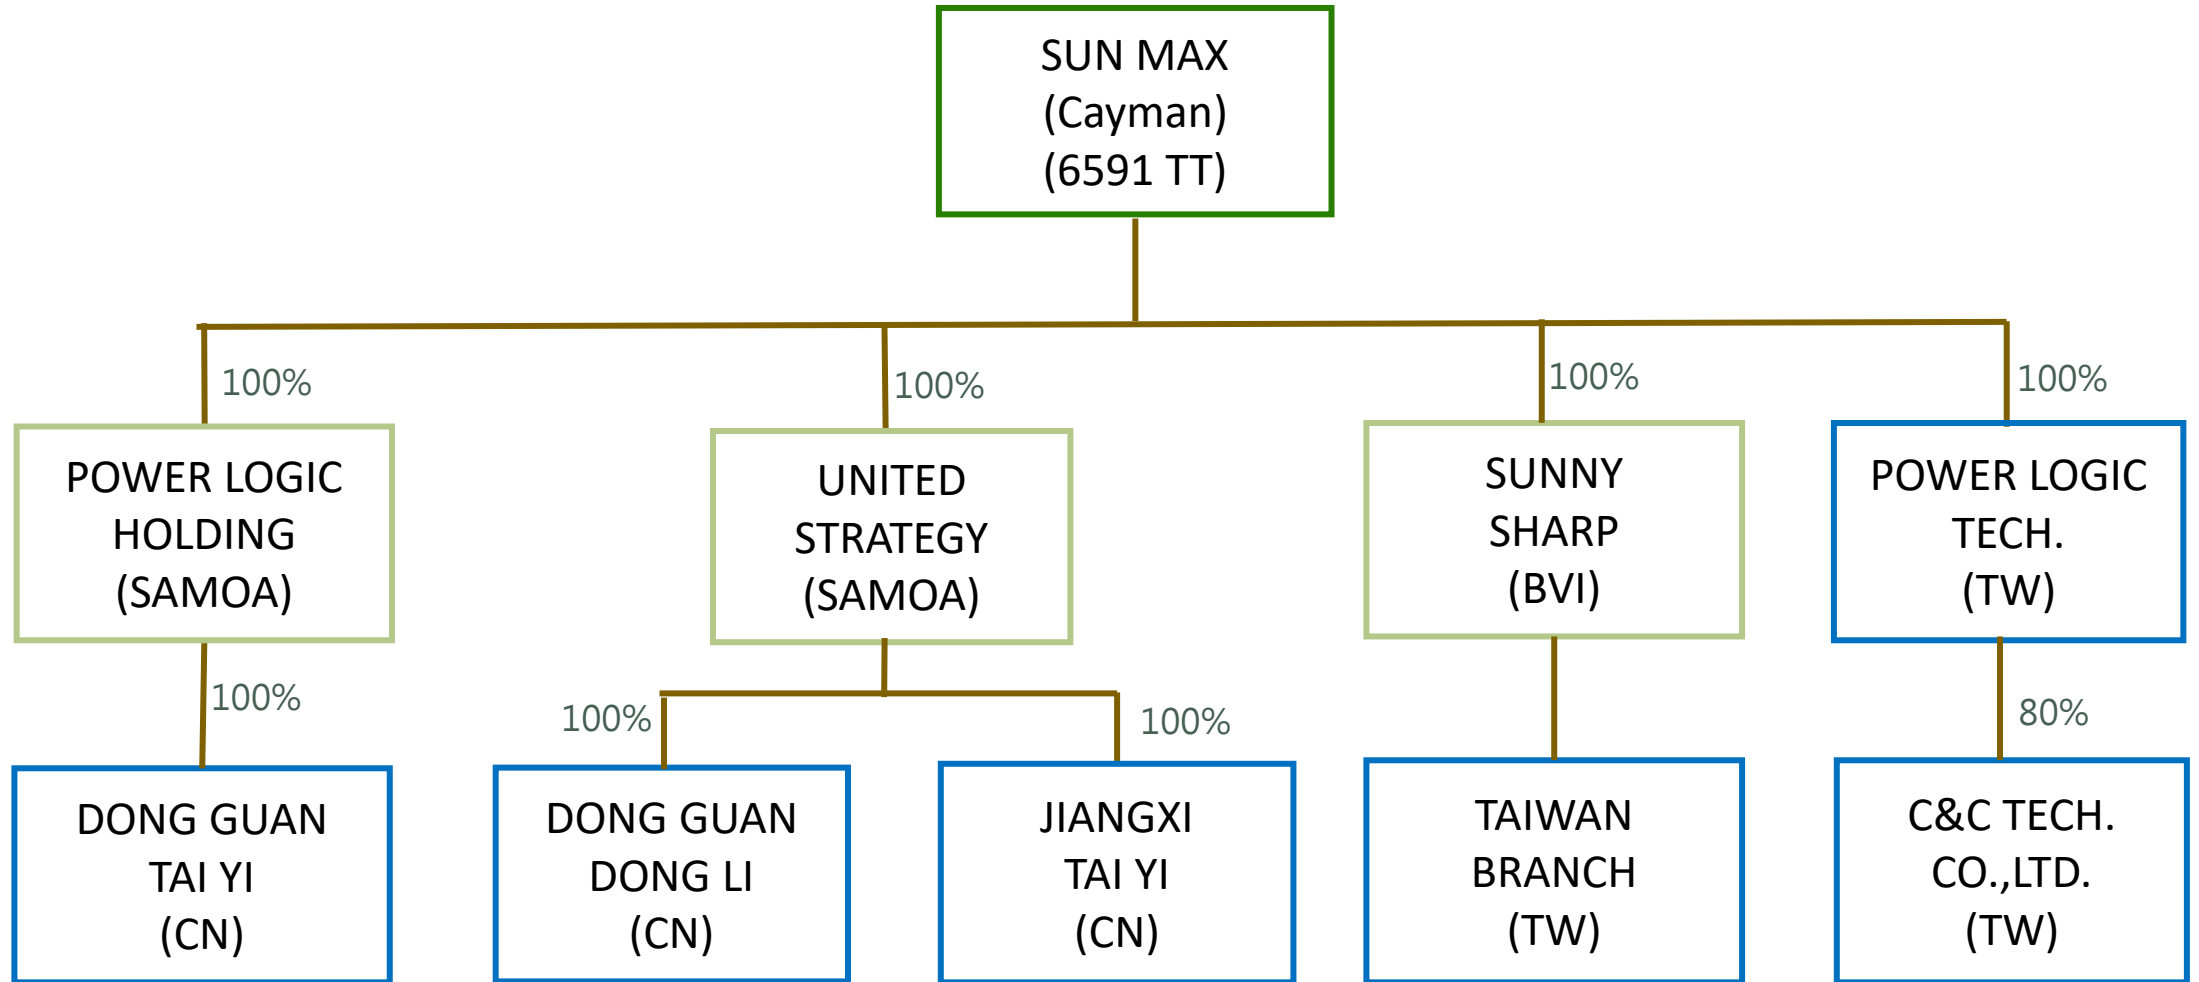 SUN MAX
(Cayman)
(6591 TT)
100%
100%
100%
100%
POWER LOGIC
HOLDING
(SAMOA)
UNITED
STRATEGY
(SAMOA)
SUNNY
SHARP
(BVI)
POWER LOGIC
TECH.
(TW)
100%
100%
100%
80%
DONG GUAN
TAI YI
(CN)
DONG GUAN
DONG LI
(CN)
JIANGXI
TAI YI
(CN)
TAIWAN
BRANCH
(TW)
C&C TECH.
CO.,LTD.
(TW)